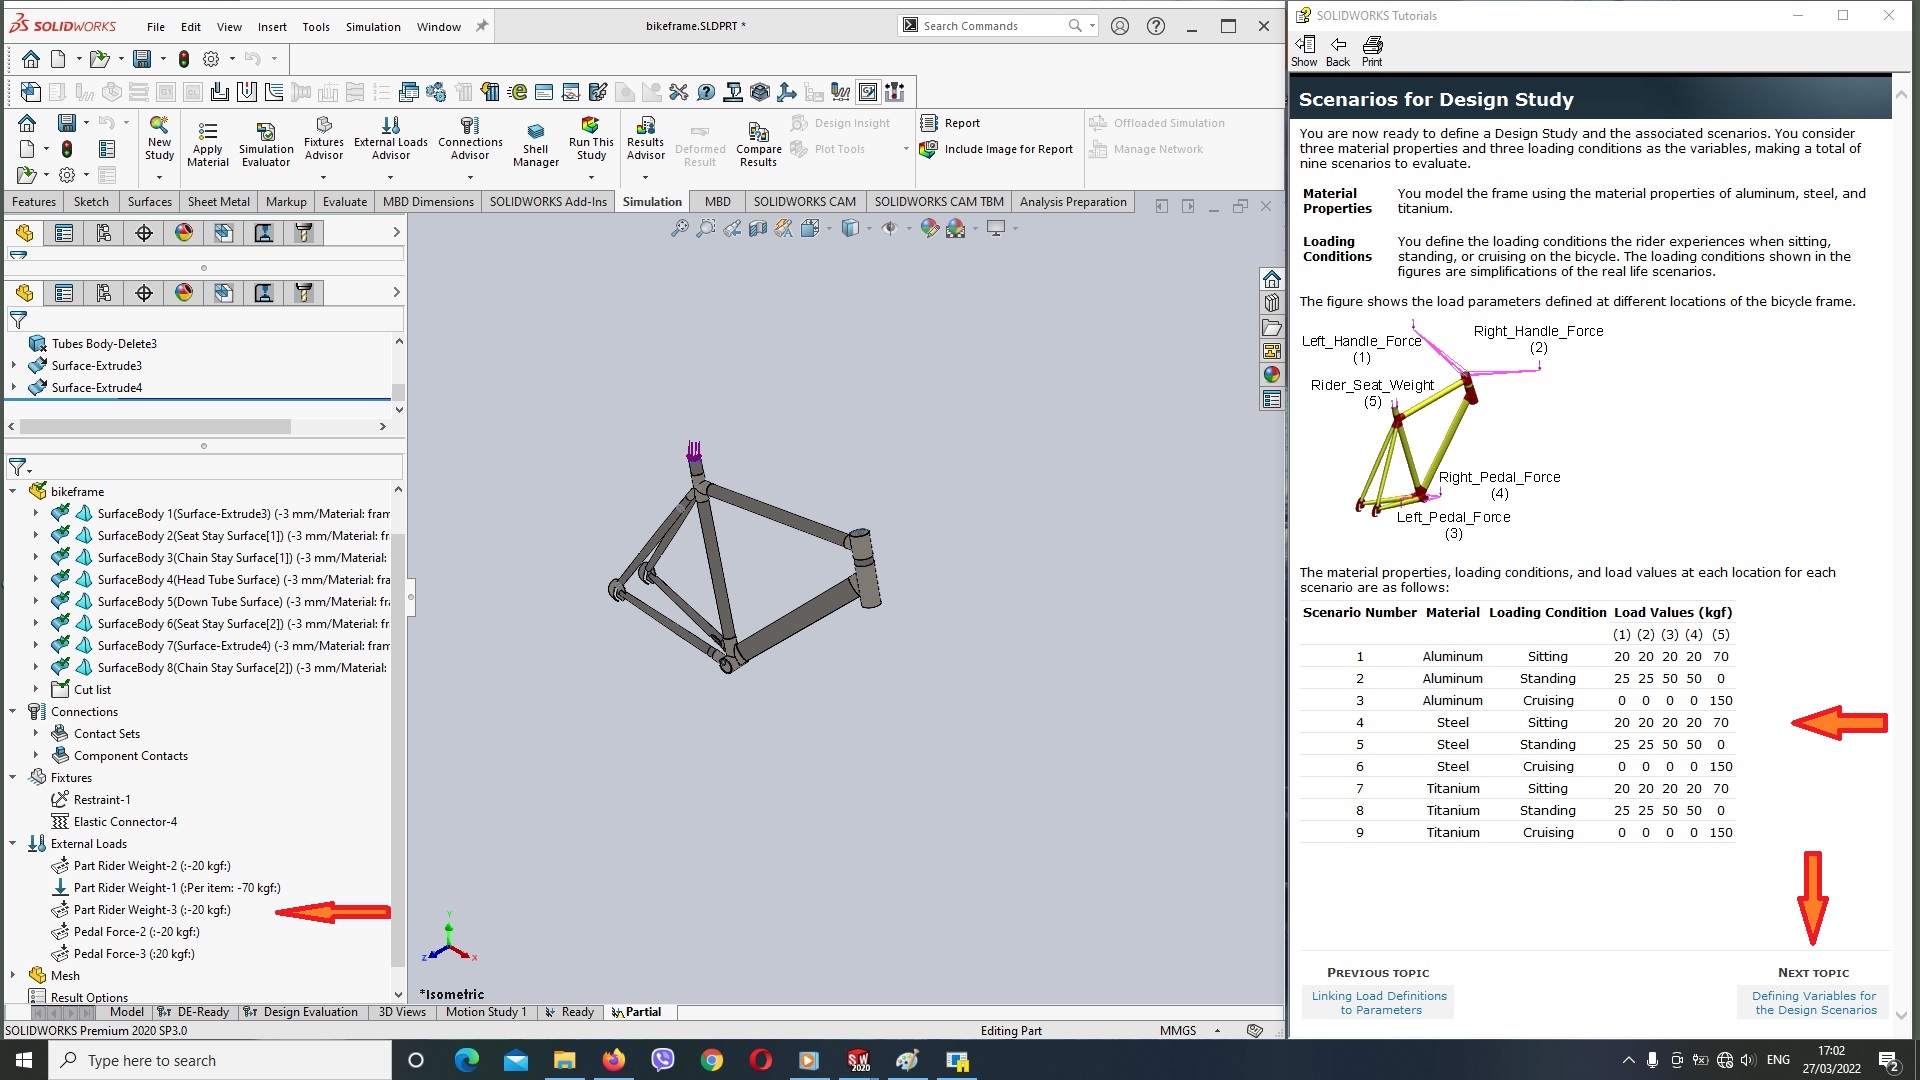 SOLIDWORKS File Edit View Insert Tools Simulation Window
bikeframe.SLDPRT *
Search Commands
New Study
Apply Material
Simulation Evaluator
Fixtures Advisor
External Loads Advisor
Connections Advisor
Shell Manager
Run This Study
Results Advisor
Deformed Result
Compare Results
Design Insight
Plot Tools
Report
Include Image for Report
Offloaded Simulation
Manage Network
Features Sketch Surfaces Sheet Metal Markup Evaluate MBD Dimensions SOLIDWORKS Add-Ins Simulation MBD SOLIDWORKS CAM SOLIDWORKS CAM TBM Analysis Preparation
Tubes Body-Delete3
Surface-Extrude3
Surface-Extrude4
bikeframe
SurfaceBody 1(Surface-Extrude3) (-3 mm/Material: fram
SurfaceBody 2(Seat Stay Surface[1]) (-3 mm/Material: fr
SurfaceBody 3(Chain Stay Surface[1]) (-3 mm/Material:
SurfaceBody 4(Head Tube Surface) (-3 mm/Material: fra
SurfaceBody 5(Down Tube Surface) (-3 mm/Material: fr
SurfaceBody 6(Seat Stay Surface[2]) (-3 mm/Material: fr
SurfaceBody 7(Surface-Extrude4) (-3 mm/Material: fram
SurfaceBody 8(Chain Stay Surface[2]) (-3 mm/Material:
Cut list
Connections
Contact Sets
Component Contacts
Fixtures
Restraint-1
Elastic Connector-4
External Loads
Part Rider Weight-2 (:-20 kgf:)
Part Rider Weight-1 (:Per item: -70 kgf:)
Part Rider Weight-3 (:-20 kgf:)
Pedal Force-2 (:-20 kgf:)
Pedal Force-3 (:20 kgf:)
Mesh
Result Options
Y
Z
X
*Isometric
Model DE-Ready Design Evaluation 3D Views Motion Study 1 Ready Partial
SOLIDWORKS Premium 2020 SP3.0
Editing Part
MMGS
SOLIDWORKS Tutorials
Show Back Print
Scenarios for Design Study
You are now ready to define a Design Study and the associated scenarios. You consider
three material properties and three loading conditions as the variables, making a total of
nine scenarios to evaluate.
Material Properties
You model the frame using the material properties of aluminum, steel, and
titanium.
Loading Conditions
You define the loading conditions the rider experiences when sitting,
standing, or cruising on the bicycle. The loading conditions shown in the
figures are simplifications of the real life scenarios.
The figure shows the load parameters defined at different locations of the bicycle frame.
Left_Handle_Force
(1)
Right_Handle_Force
(2)
Rider_Seat_Weight
(5)
Right_Pedal_Force
(4)
Left_Pedal_Force
(3)
The material properties, loading conditions, and load values at each location for each
scenario are as follows:
Scenario Number Material Loading Condition Load Values (kgf)
(1) (2) (3) (4) (5)
1 Aluminum Sitting 20 20 20 20 70
2 Aluminum Standing 25 25 50 50 0
3 Aluminum Cruising 0 0 0 0 150
4 Steel Sitting 20 20 20 20 70
5 Steel Standing 25 25 50 50 0
6 Steel Cruising 0 0 0 0 150
7 Titanium Sitting 20 20 20 20 70
8 Titanium Standing 25 25 50 50 0
9 Titanium Cruising 0 0 0 0 150
PREVIOUS TOPIC
Linking Load Definitions
to Parameters
NEXT TOPIC
Defining Variables for
the Design Scenarios
Type here to search
SW 2020
ENG
17:02
27/03/2022
2